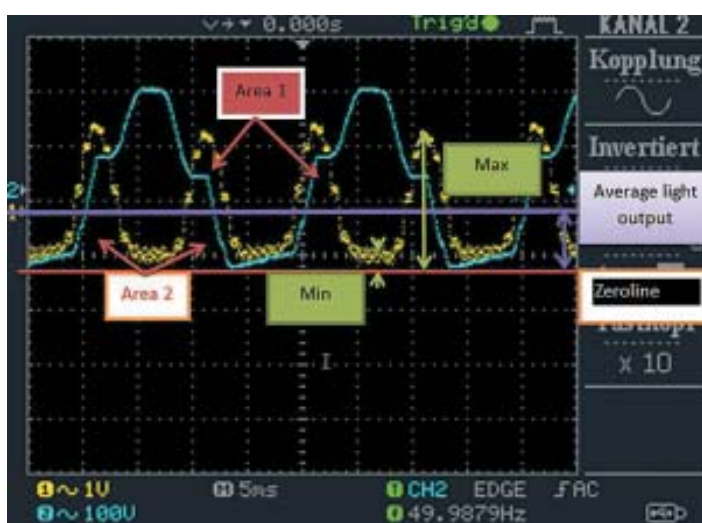 0.000s Trig'd KANAL 2
Kopplung
Area 1
Invertiert
Max
Average light
output
2
Area 2
Min
Zeroline
x 10
1 1V M 5ms T CH2 EDGE AC
2 100V 49.9879Hz